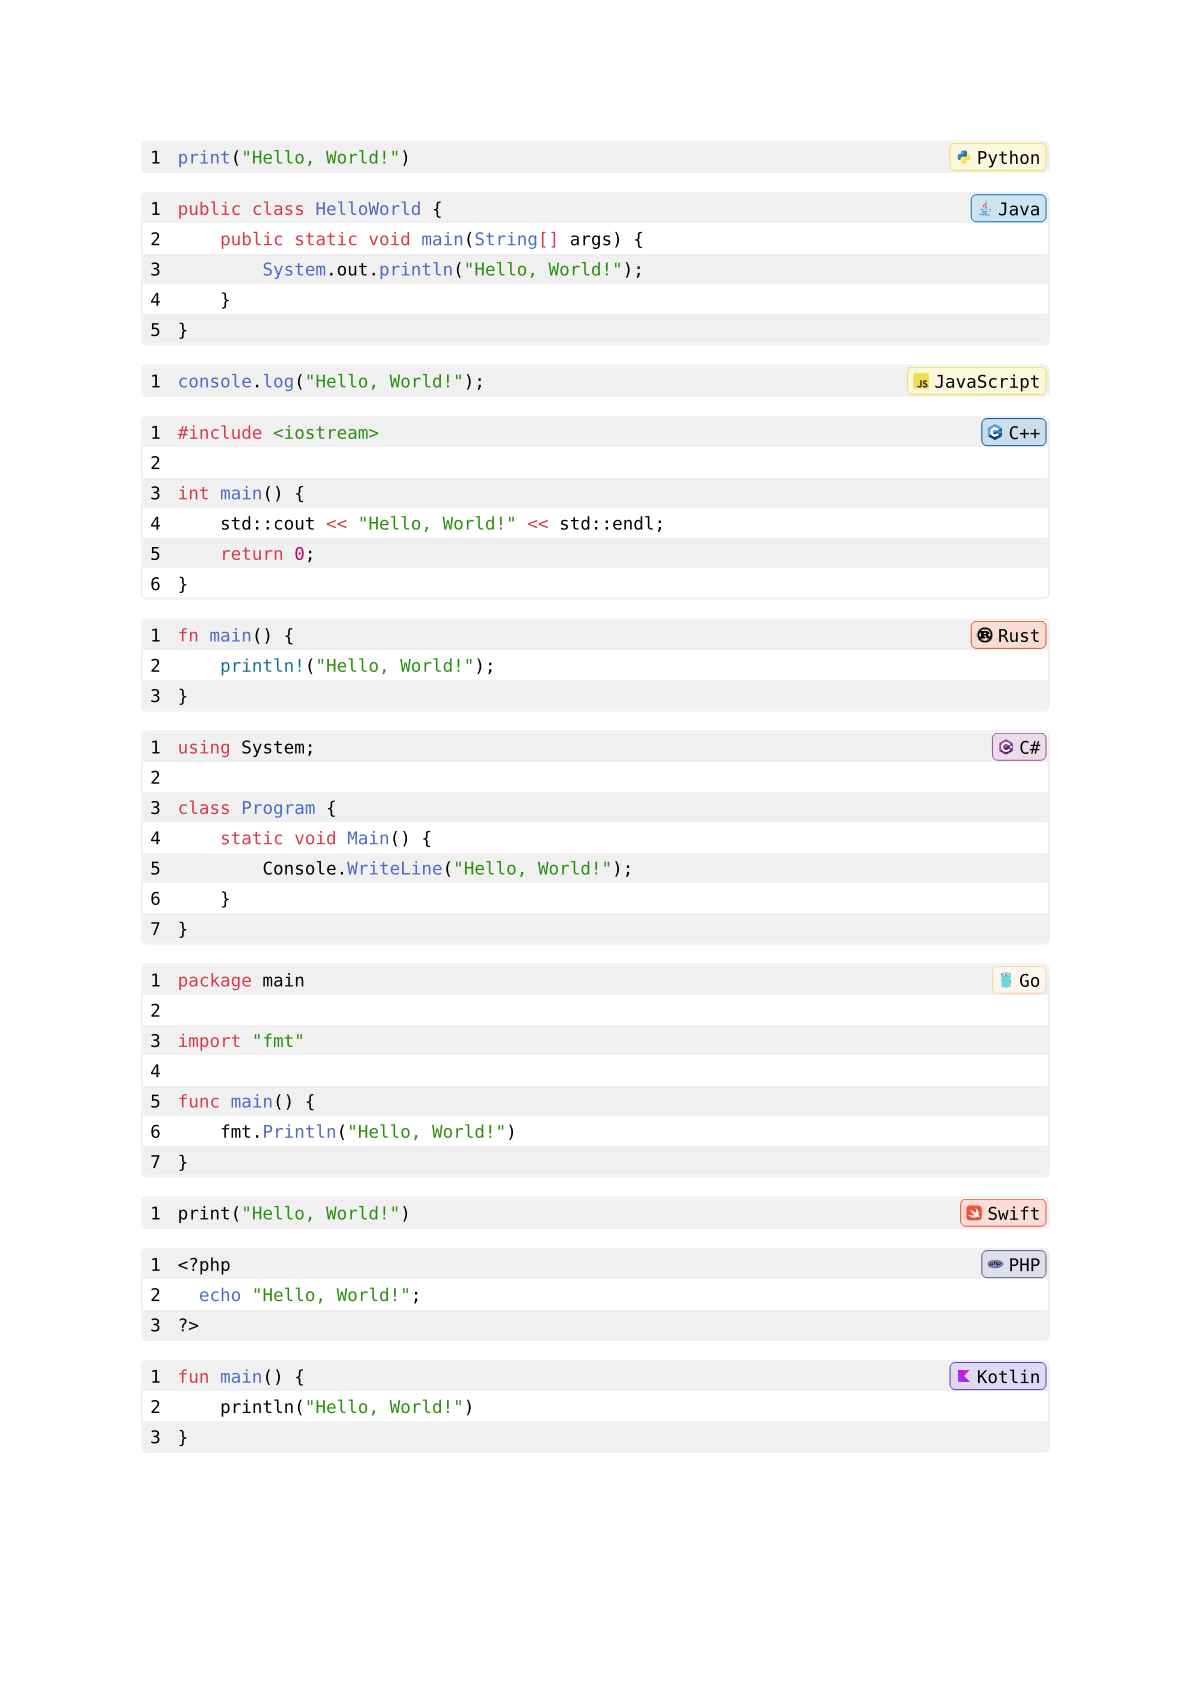 1 print("Hello, World!") Python
1 public class HelloWorld { Java
2     public static void main(String[] args) {
3         System.out.println("Hello, World!");
4     }
5 }
1 console.log("Hello, World!"); JS JavaScript
1 #include <iostream> C++
2
3 int main() {
4     std::cout << "Hello, World!" << std::endl;
5     return 0;
6 }
1 fn main() { Rust
2     println!("Hello, World!");
3 }
1 using System; C#
2
3 class Program {
4     static void Main() {
5         Console.WriteLine("Hello, World!");
6     }
7 }
1 package main Go
2
3 import "fmt"
4
5 func main() {
6     fmt.Println("Hello, World!")
7 }
1 print("Hello, World!") Swift
1 <?php PHP
2   echo "Hello, World!";
3 ?>
1 fun main() { Kotlin
2     println("Hello, World!")
3 }